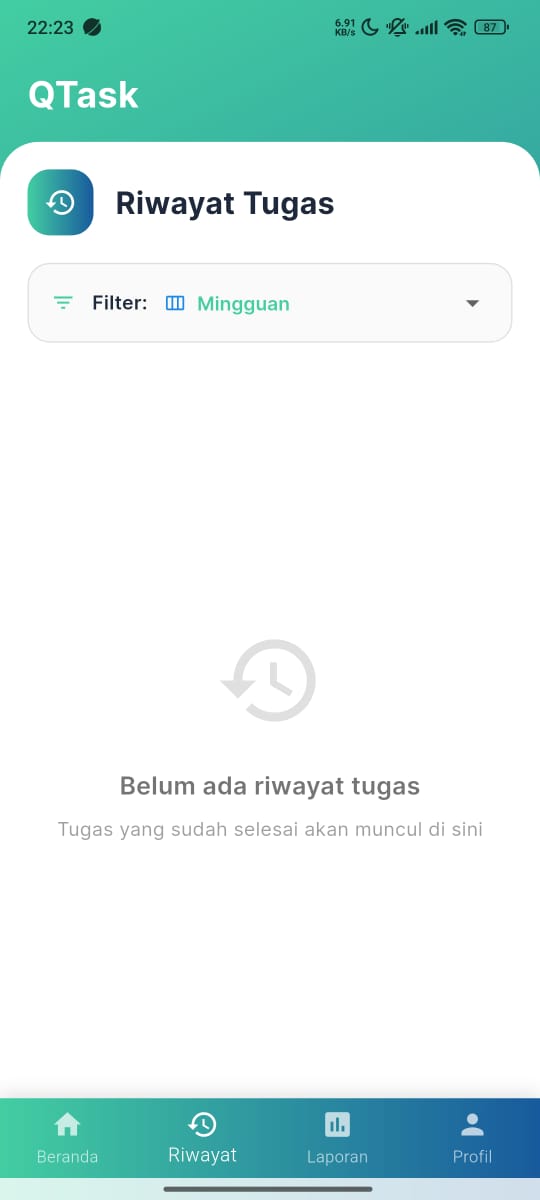 22:23 6.91 KB/s 87
QTask
Riwayat Tugas
Filter: Mingguan
Belum ada riwayat tugas
Tugas yang sudah selesai akan muncul di sini
Beranda Riwayat Laporan Profil